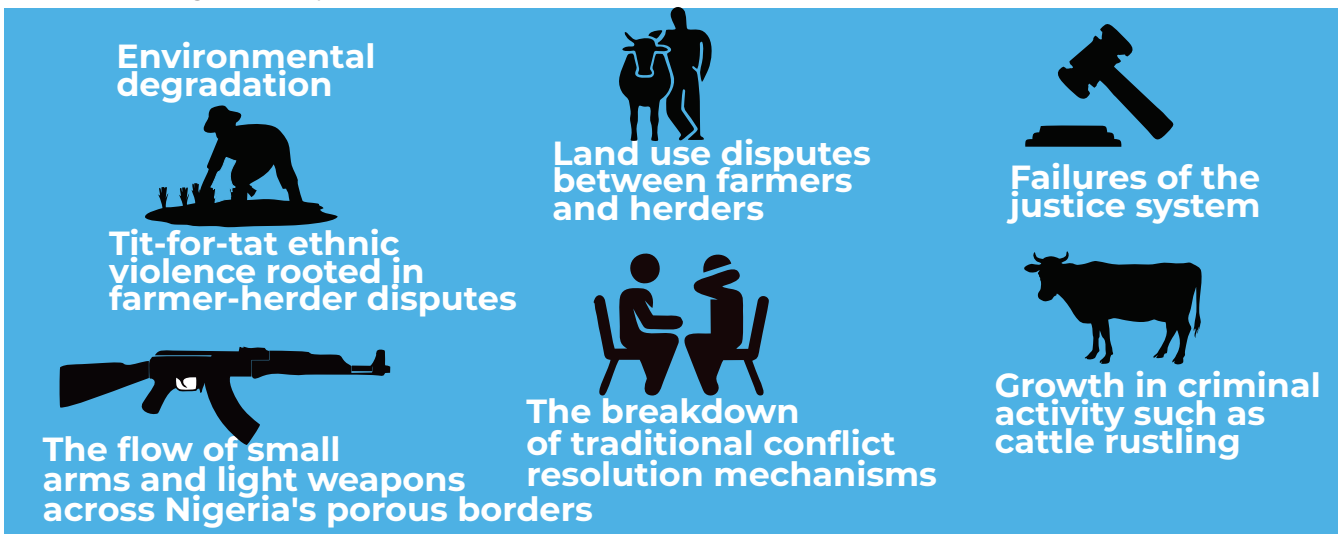 Environmental
degradation
Land use disputes
between farmers
and herders
Failures of the
justice system
Tit-for-tat ethnic
violence rooted in
farmer-herder disputes
The flow of small
arms and light weapons
across Nigeria's porous borders
The breakdown
of traditional conflict
resolution mechanisms
Growth in criminal
activity such as
cattle rustling